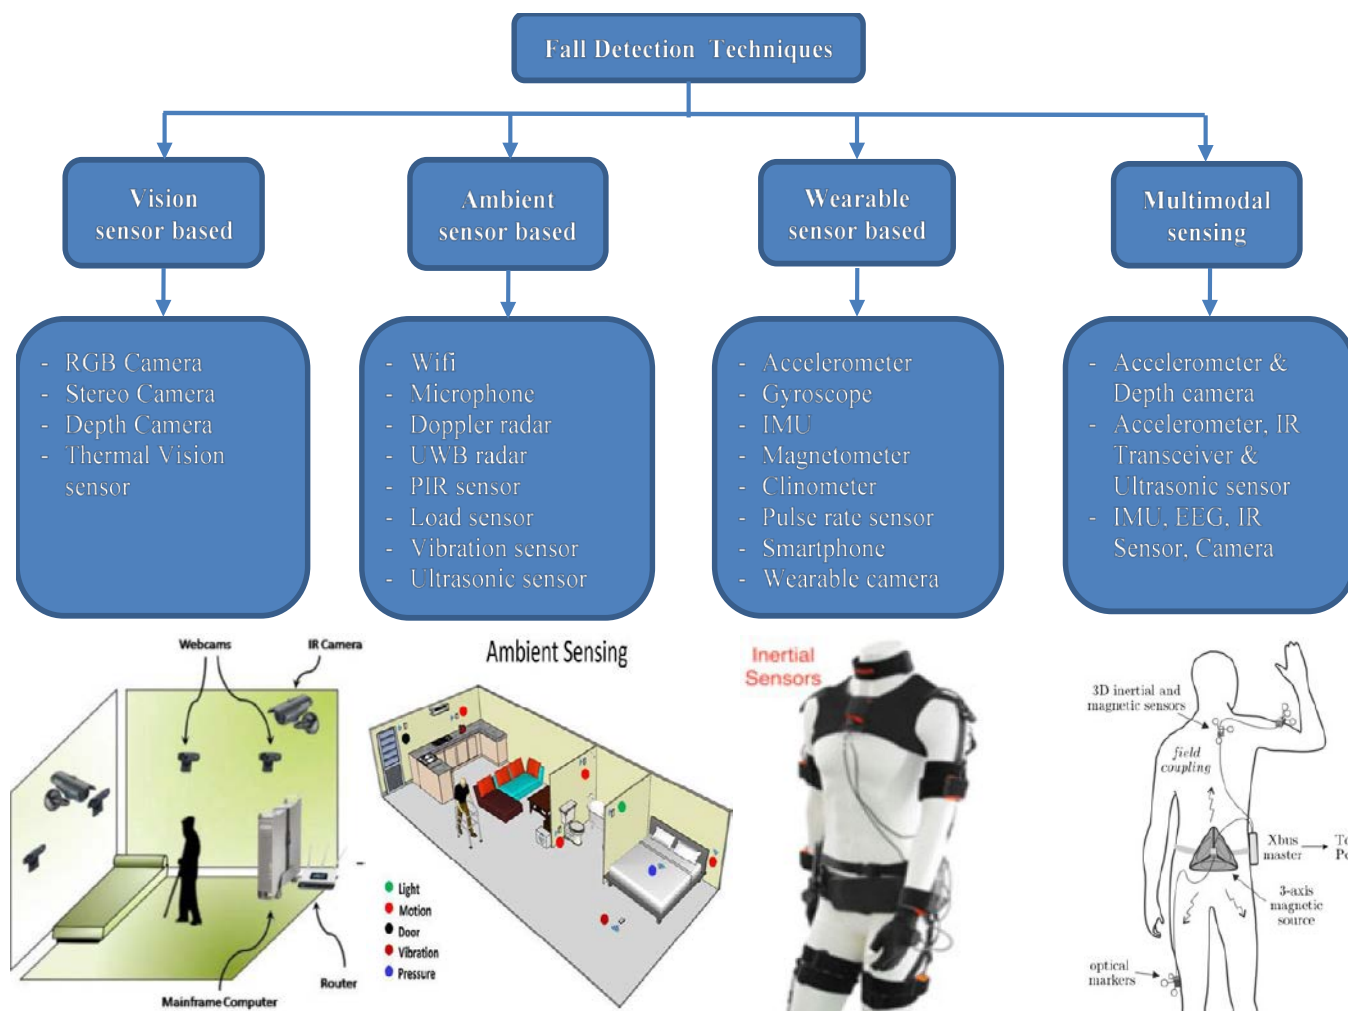 Fall Detection Techniques
Vision
sensor based
Ambient
sensor based
Wearable
sensor based
Multimodal
sensing
- RGB Camera
- Stereo Camera
- Depth Camera
- Thermal Vision
sensor
- Wifi
- Microphone
- Doppler radar
- UWB radar
- PIR sensor
- Load sensor
- Vibration sensor
- Ultrasonic sensor
- Accelerometer
- Gyroscope
- IMU
- Magnetometer
- Clinometer
- Pulse rate sensor
- Smartphone
- Wearable camera
- Accelerometer &
Depth camera
- Accelerometer, IR
Transceiver &
Ultrasonic sensor
- IMU, EEG, IR
Sensor, Camera
Webcams
IR Camera
Mainframe Computer
Router
Ambient Sensing
Light
Motion
Door
Vibration
Pressure
Inertial
Sensors
3D inertial and
magnetic sensors
field
coupling
Xbus
master
3-axis
magnetic
source
optical
markers